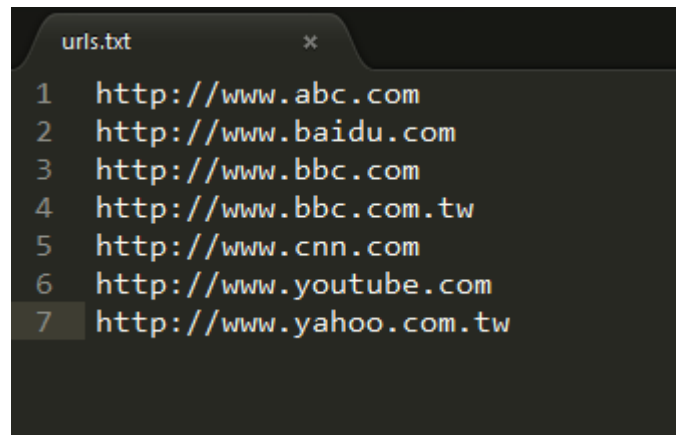 urls.txt ×
1 http://www.abc.com
2 http://www.baidu.com
3 http://www.bbc.com
4 http://www.bbc.com.tw
5 http://www.cnn.com
6 http://www.youtube.com
7 http://www.yahoo.com.tw